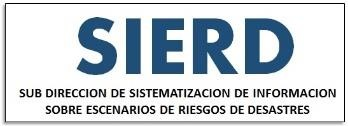 SIERD
SUB DIRECCION DE SISTEMATIZACION DE INFORMACION
SOBRE ESCENARIOS DE RIESGOS DE DESASTRES